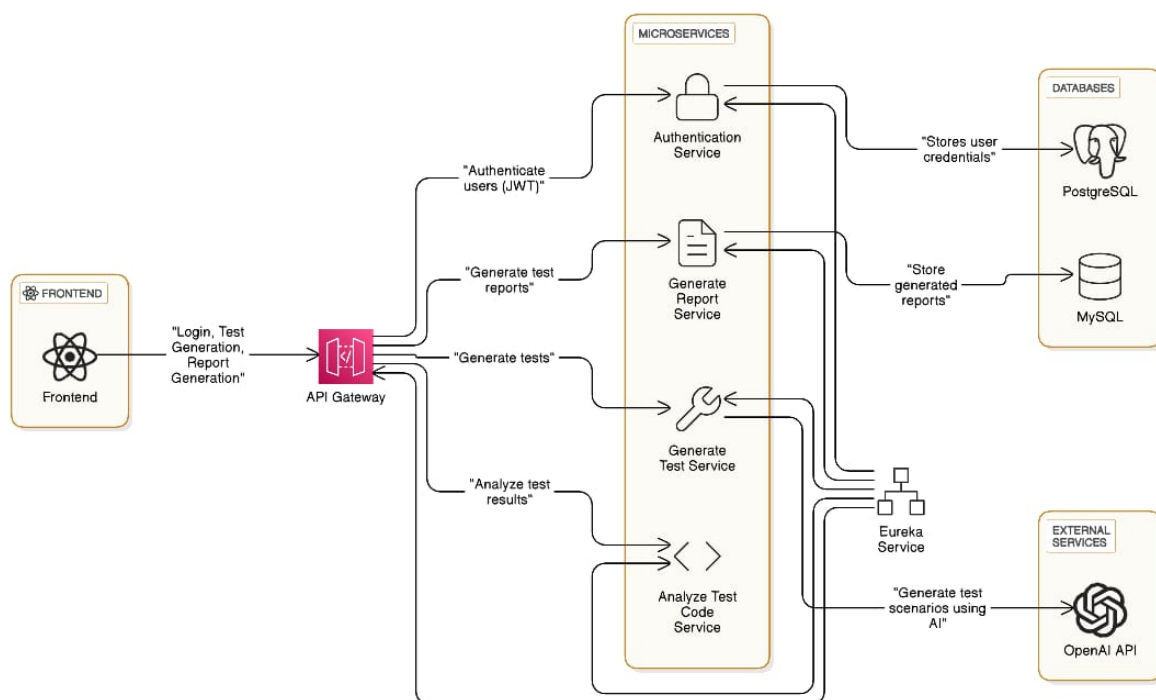 MICROSERVICES
Authentication
Service
"Authenticate
users (JWT)"
"Stores user
credentials"
DATABASES
PostgreSQL
"Generate test
reports"
Generate
Report
Service
"Store
generated
reports"
MySQL
FRONTEND
Frontend
"Login, Test
Generation,
Report
Generation"
API Gateway
"Generate tests"
Generate
Test Service
"Analyze test
results"
Eureka
Service
Analyze Test
Code
Service
"Generate test
scenarios using
AI"
EXTERNAL
SERVICES
OpenAI API